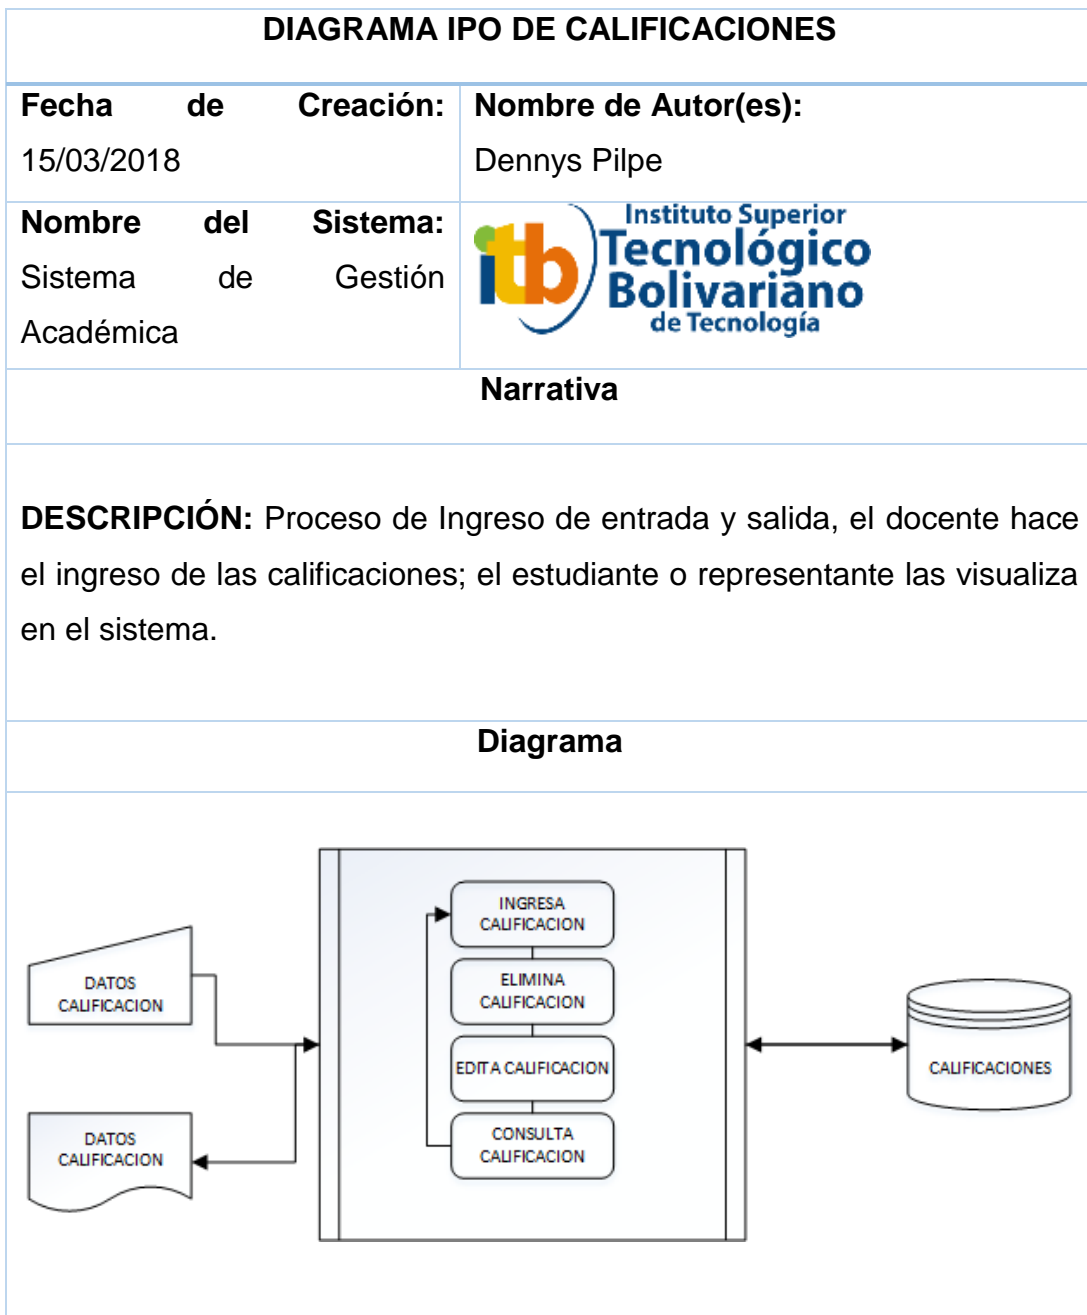 DIAGRAMA IPO DE CALIFICACIONES
Fecha de Creación:
15/03/2018
Nombre de Autor(es):
Dennys Pilpe
Nombre del Sistema:
Sistema de Gestión
Académica
itb
Instituto Superior
Tecnológico
Bolivariano
de Tecnología
Narrativa
DESCRIPCIÓN: Proceso de Ingreso de entrada y salida, el docente hace
el ingreso de las calificaciones; el estudiante o representante las visualiza
en el sistema.
Diagrama
DATOS
CALIFICACION
DATOS
CALIFICACION
INGRESA
CALIFICACION
ELIMINA
CALIFICACION
EDITA CALIFICACION
CONSULTA
CALIFICACION
CALIFICACIONES